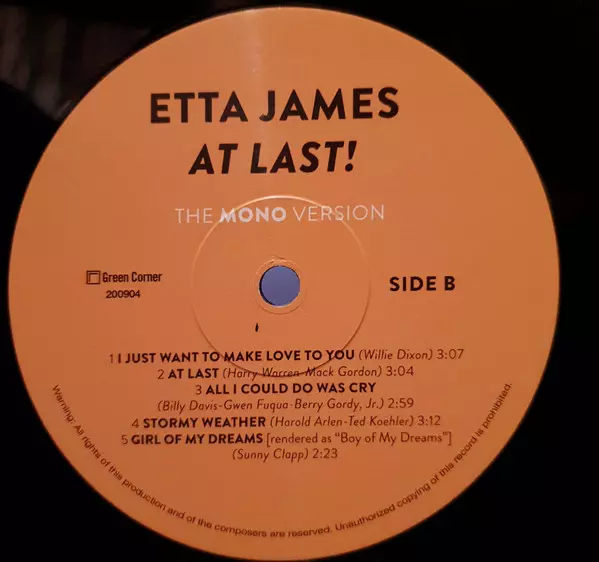 ETTA JAMES
AT LAST!
THE MONO VERSION
Green Corner
200904
SIDE B
1 I JUST WANT TO MAKE LOVE TO YOU (Willie Dixon) 3:07
2 AT LAST (Harry Warren-Mack Gordon) 3:04
3 ALL I COULD DO WAS CRY
(Billy Davis-Gwen Fuqua-Berry Gordy, Jr.) 2:59
4 STORMY WEATHER (Harold Arlen-Ted Koehler) 3:12
5 GIRL OF MY DREAMS [rendered as “Boy of My Dreams”]
(Sunny Clapp) 2:23
Warning: All rights of this production and of the composers are reserved. Unauthorized copying of this record is prohibited.